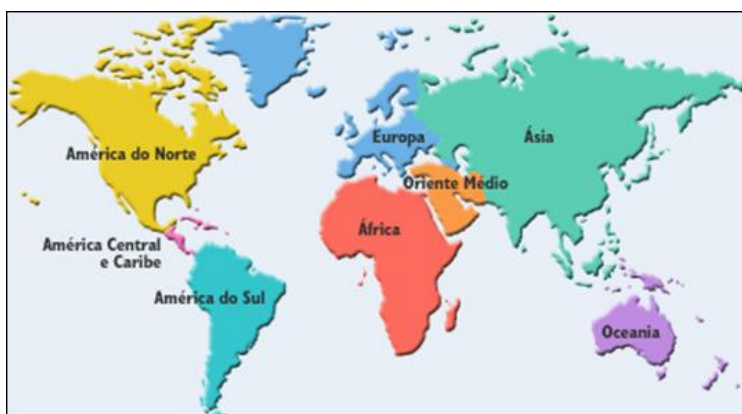 América do Norte
Europa
Ásia
Oriente Médio
África
América Central
e Caribe
América do Sul
Oceania